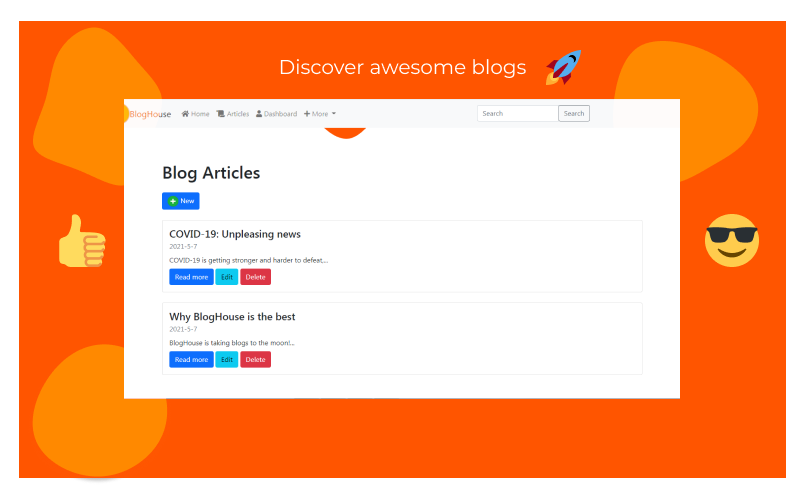 Discover awesome blogs
BlogHouse Home Articles Dashboard More Search Search
Blog Articles
New
COVID-19: Unpleasing news
2021-5-7
COVID-19 is getting stronger and harder to defeat,...
Read more Edit Delete
Why BlogHouse is the best
2021-5-7
BlogHouse is taking blogs to the moon!...
Read more Edit Delete